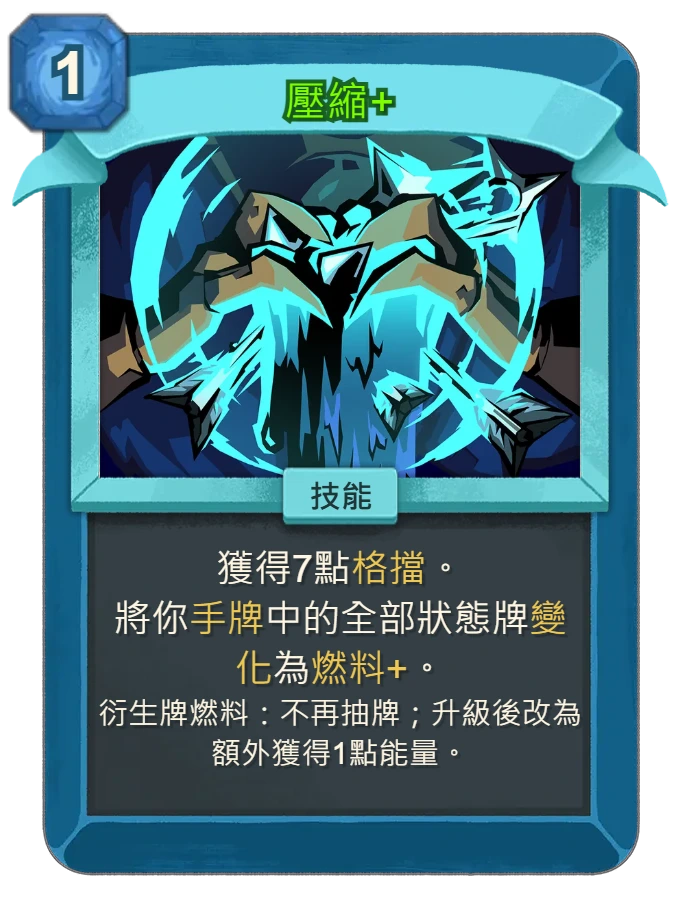 1
壓縮+
技能
獲得7點格擋。
將你手牌中的全部狀態牌變
化為燃料+。
衍生牌燃料：不再抽牌；升級後改為
額外獲得1點能量。